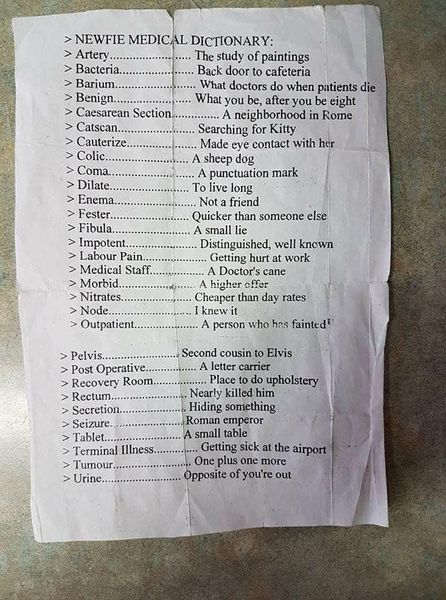 > NEWFIE MEDICAL DICTIONARY:
> Artery........................ The study of paintings
> Bacteria..................... Back door to cafeteria
> Barium....................... What doctors do when patients die
> Benign....................... What you be, after you be eight
> Caesarean Section.............. A neighborhood in Rome
> Catscan...................... Searching for Kitty
> Cauterize.................... Made eye contact with her
> Colic......................... A sheep dog
> Coma.......................... A punctuation mark
> Dilate........................ To live long
> Enema........................ Not a friend
> Fester........................ Quicker than someone else
> Fibula........................ A small lie
> Impotent..................... Distinguished, well known
> Labour Pain................... Getting hurt at work
> Medical Staff................. A Doctor's cane
> Morbid........................ A higher offer
> Nitrates...................... Cheaper than day rates
> Node.......................... I knew it
> Outpatient................... A person who has fainted
> Pelvis........................ Second cousin to Elvis
> Post Operative................ A letter carrier
> Recovery Room................ Place to do upholstery
> Rectum....................... Nearly killed him
> Secretion..................... Hiding something
> Seizure....................... Roman emperor
> Tablet........................ A small table
> Terminal Illness.............. Getting sick at the airport
> Tumour....................... One plus one more
> Urine......................... Opposite of you're out